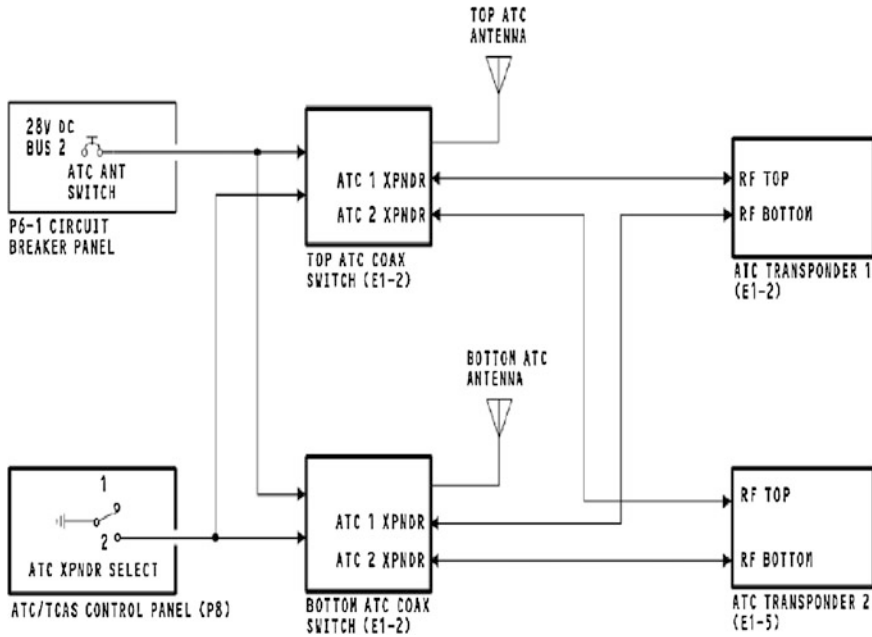 TOP ATC
ANTENNA
28V DC
BUS 2
ATC ANT
SWITCH
P6-1 CIRCUIT
BREAKER PANEL
ATC 1 XPNDR
ATC 2 XPNDR
TOP ATC COAX
SWITCH (E1-2)
RF TOP
RF BOTTOM
ATC TRANSPONDER 1
(E1-2)
BOTTOM ATC
ANTENNA
1
2
ATC XPNDR SELECT
ATC/TCAS CONTROL PANEL (P8)
ATC 1 XPNDR
ATC 2 XPNDR
BOTTOM ATC COAX
SWITCH (E1-2)
RF TOP
RF BOTTOM
ATC TRANSPONDER 2
(E1-5)